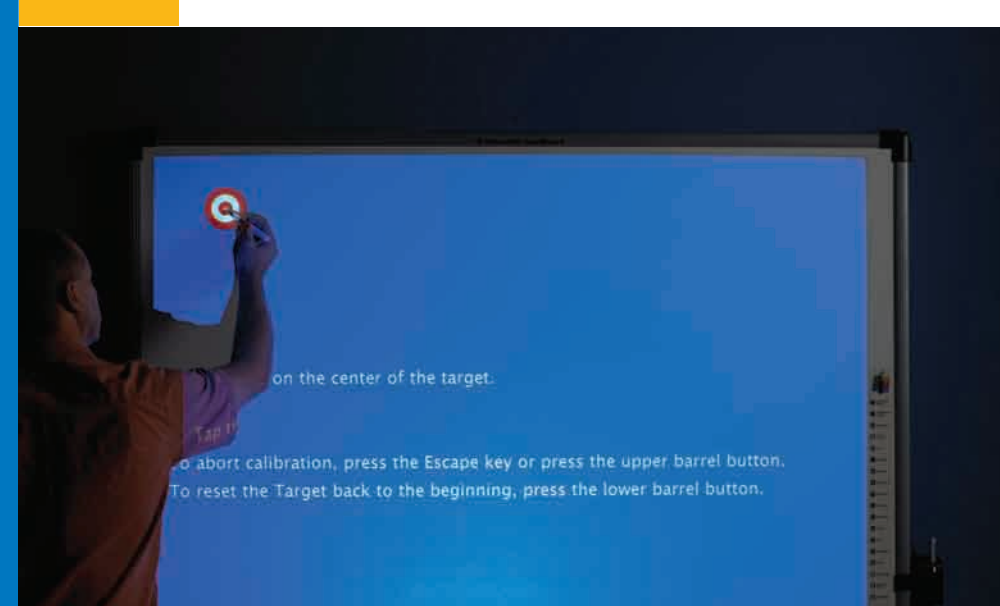 on the center of the target.
Tap
o abort calibration, press the Escape key or press the upper barrel button.
To reset the Target back to the beginning, press the lower barrel button.